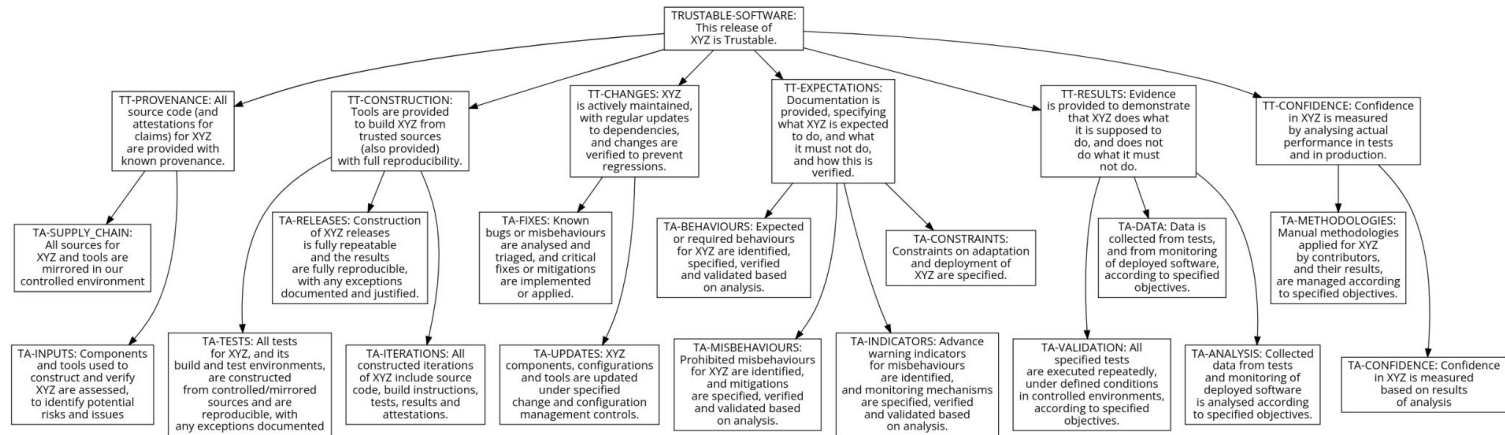 TRUSTABLE-SOFTWARE:
This release of
XYZ is Trustable.
TT-PROVENANCE: All
source code (and
attestations for
claims) for XYZ
are provided with
known provenance.
TT-CONSTRUCTION:
Tools are provided
to build XYZ from
trusted sources
(also provided)
with full reproducibility.
TT-CHANGES: XYZ
is actively maintained,
with regular updates
to dependencies,
and changes are
verified to prevent
regressions.
TT-EXPECTATIONS:
Documentation is
provided, specifying
what XYZ is expected
to do, and what
it must not do,
and how this is
verified.
TT-RESULTS: Evidence
is provided to demonstrate
that XYZ does what
it is supposed to
do, and does not
do what it must
not do.
TT-CONFIDENCE: Confidence
in XYZ is measured
by analysing actual
performance in tests
and in production.
TA-SUPPLY_CHAIN:
All sources for
XYZ and tools are
mirrored in our
controlled environment
TA-RELEASES: Construction
of XYZ releases
is fully repeatable
and the results
are fully reproducible,
with any exceptions
documented and justified.
TA-FIXES: Known
bugs or misbehaviours
are analysed and
triaged, and critical
fixes or mitigations
are implemented
or applied.
TA-BEHAVIOURS: Expected
or required behaviours
for XYZ are identified,
specified, verified
and validated based
on analysis.
TA-CONSTRAINTS:
Constraints on adaptation
and deployment of
XYZ are specified.
TA-DATA: Data is
collected from tests,
and from monitoring
of deployed software,
according to specified
objectives.
TA-METHODOLOGIES:
Manual methodologies
applied for XYZ
by contributors,
and their results,
are managed according
to specified objectives.
TA-INPUTS: Components
and tools used to
construct and verify
XYZ are assessed,
to identify potential
risks and issues
TA-TESTS: All tests
for XYZ, and its
build and test environments,
are constructed
from controlled/mirrored
sources and are
reproducible, with
any exceptions documented
TA-ITERATIONS: All
constructed iterations
of XYZ include source
code, build instructions,
tests, results and
attestations.
TA-UPDATES: XYZ
components, configurations
and tools are updated
under specified
change and configuration
management controls.
TA-MISBEHAVIOURS:
Prohibited misbehaviours
for XYZ are identified,
and mitigations
are specified, verified
and validated based
on analysis.
TA-INDICATORS: Advance
warning indicators
for misbehaviours
are identified,
and monitoring mechanisms
are specified, verified
and validated based
on analysis.
TA-VALIDATION: All
specified tests
are executed repeatedly,
under defined conditions
in controlled environments,
according to specified
objectives.
TA-ANALYSIS: Collected
data from tests
and monitoring of
deployed software
is analysed according
to specified objectives.
TA-CONFIDENCE: Confidence
in XYZ is measured
based on results
of analysis